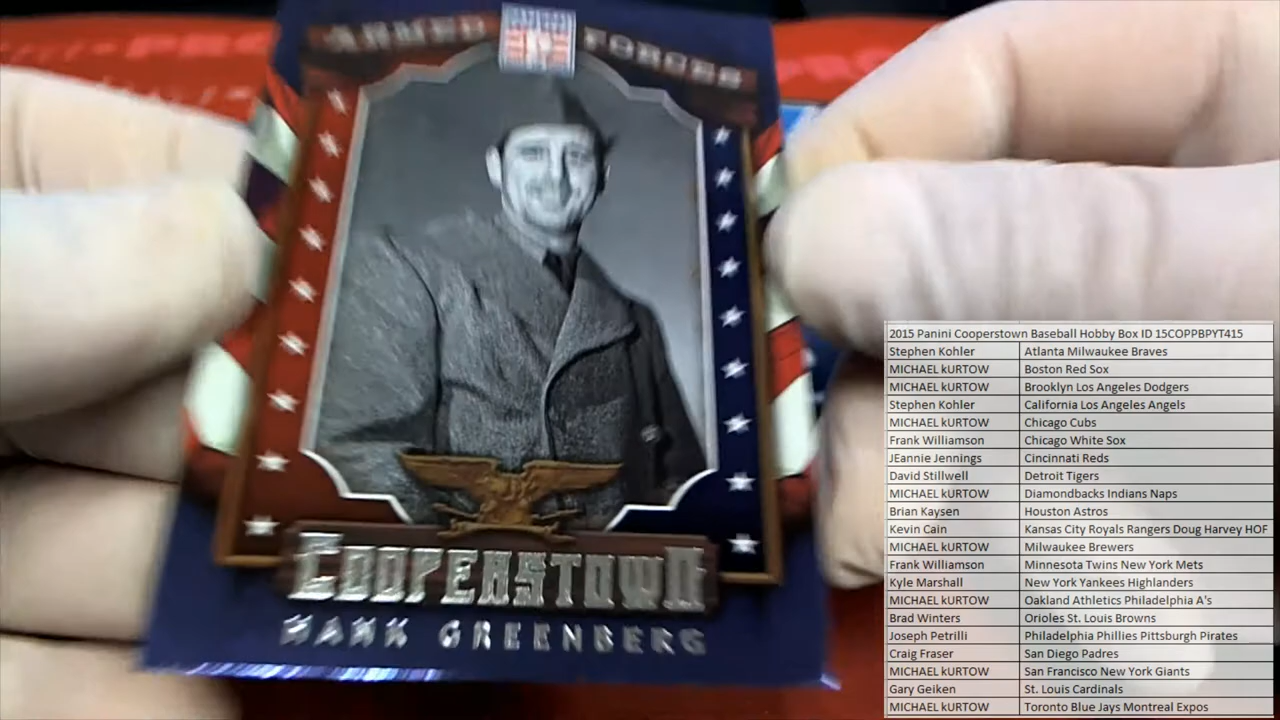 ARMED FORCES
COOPERSTOWN
HANK GREENBERG
2015 Panini Cooperstown Baseball Hobby Box ID 15COPPBPYT415
Stephen Kohler Atlanta Milwaukee Braves
MICHAEL kURTOW Boston Red Sox
MICHAEL kURTOW Brooklyn Los Angeles Dodgers
Stephen Kohler California Los Angeles Angels
MICHAEL kURTOW Chicago Cubs
Frank Williamson Chicago White Sox
JEannie Jennings Cincinnati Reds
David Stillwell Detroit Tigers
MICHAEL kURTOW Diamondbacks Indians Naps
Brian Kaysen Houston Astros
Kevin Cain Kansas City Royals Rangers Doug Harvey HOF
MICHAEL kURTOW Milwaukee Brewers
Frank Williamson Minnesota Twins New York Mets
Kyle Marshall New York Yankees Highlanders
MICHAEL kURTOW Oakland Athletics Philadelphia A's
Brad Winters Orioles St. Louis Browns
Joseph Petrilli Philadelphia Phillies Pittsburgh Pirates
Craig Fraser San Diego Padres
MICHAEL kURTOW San Francisco New York Giants
Gary Geiken St. Louis Cardinals
MICHAEL kURTOW Toronto Blue Jays Montreal Expos